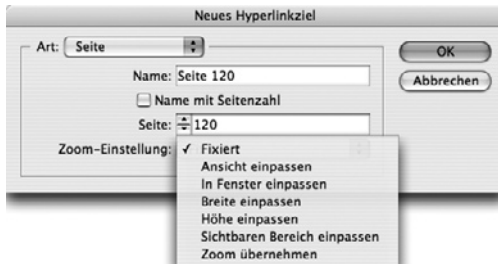 Neues Hyperlinkziel
Art: Seite
OK
Name: Seite 120
Abbrechen
Name mit Seitenzahl
Seite: 120
Zoom-Einstellung: ✓ Fixiert
Ansicht einpassen
In Fenster einpassen
Breite einpassen
Höhe einpassen
Sichtbaren Bereich einpassen
Zoom übernehmen